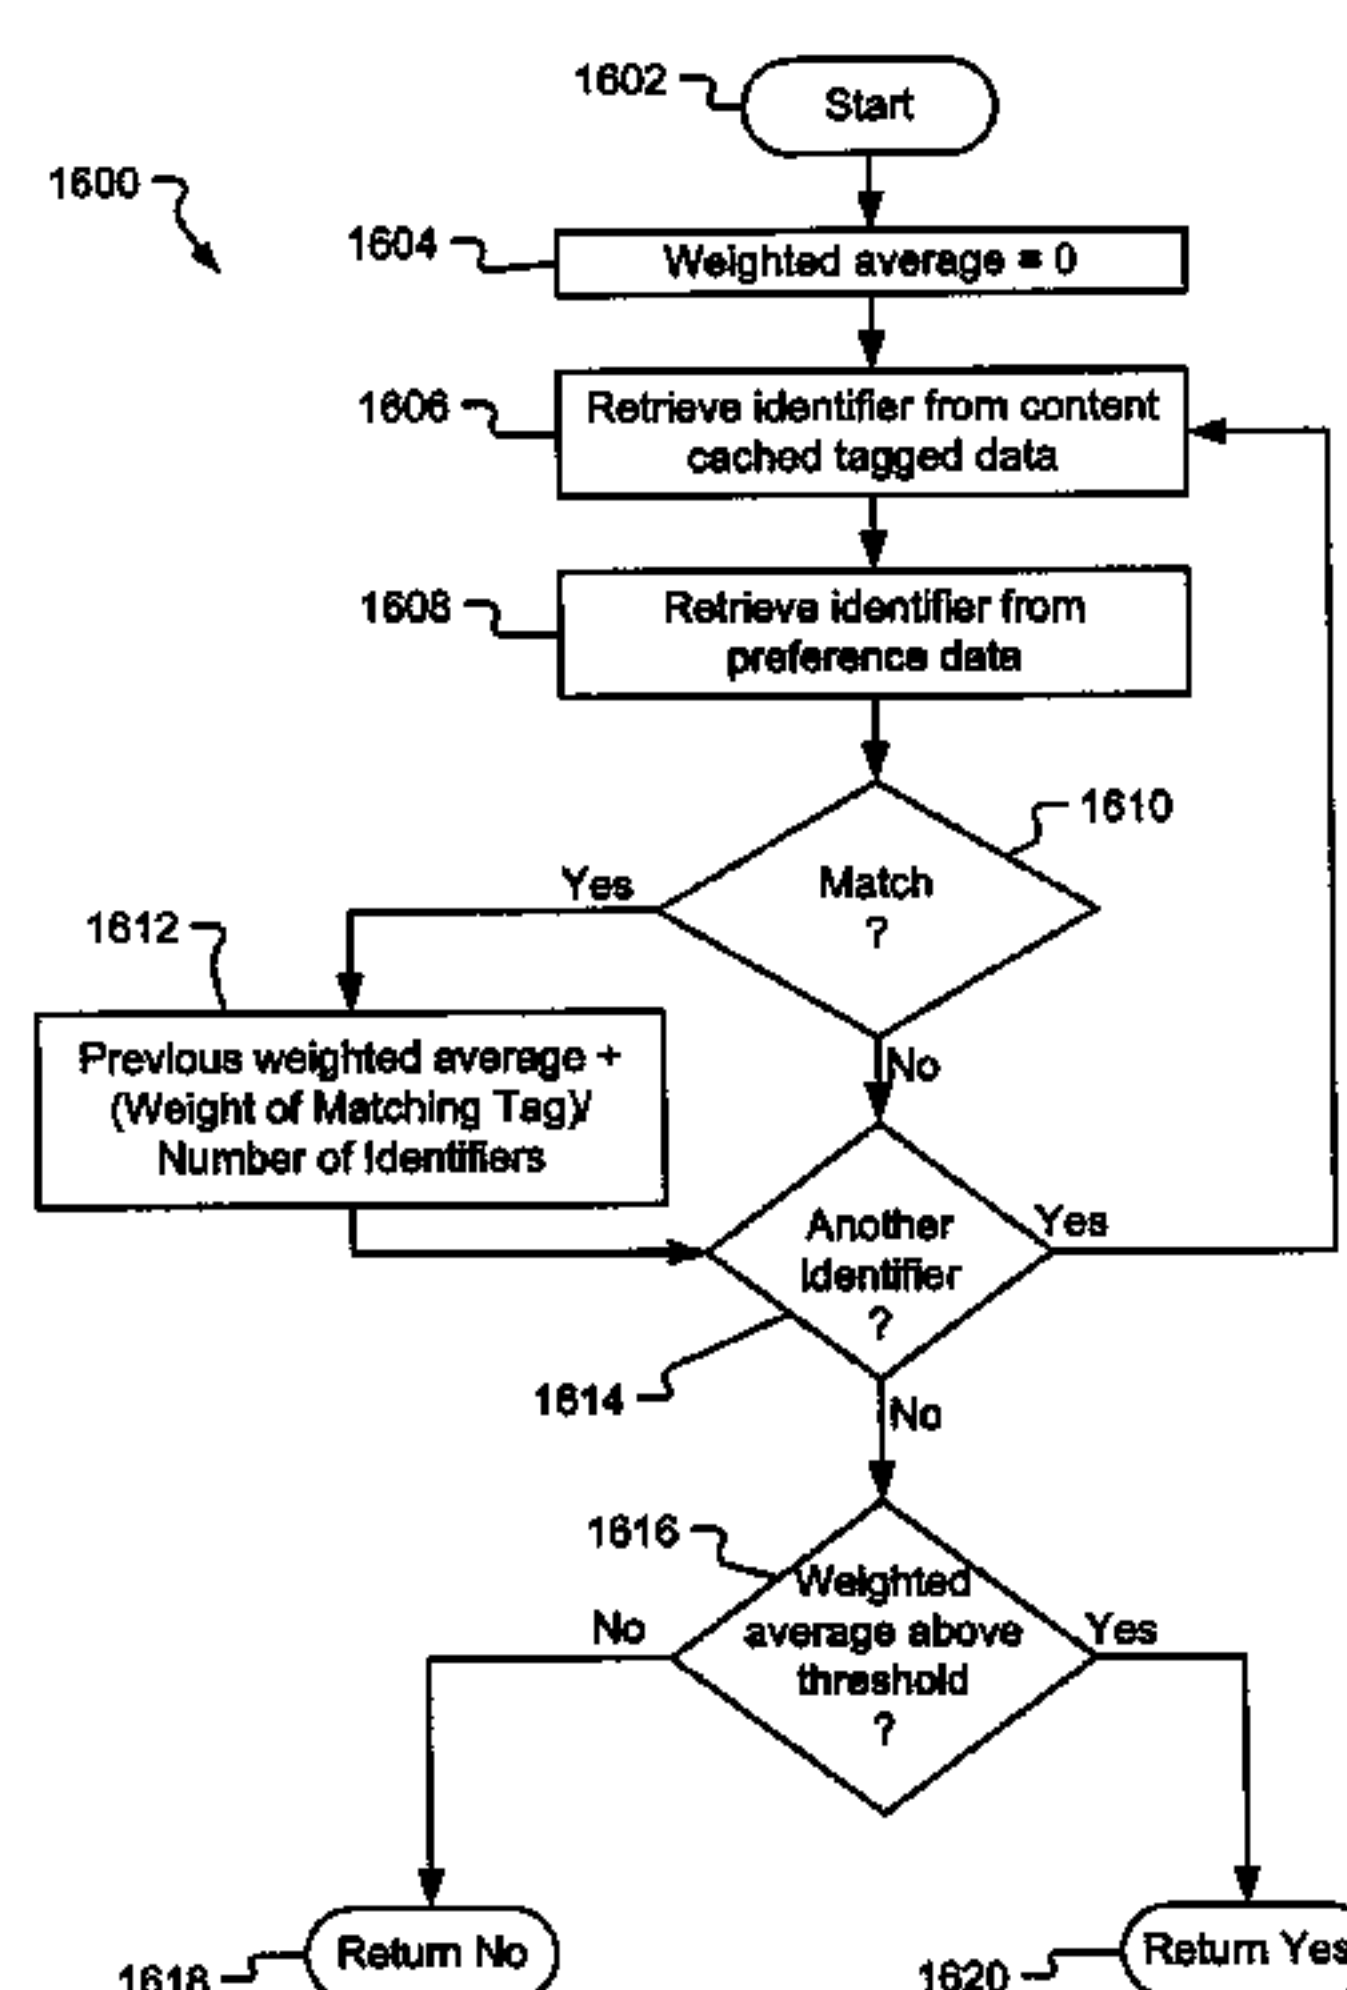 1602
Start
1600
1604
Weighted average = 0
1606
Retrieve identifier from content
cached tagged data
1608
Retrieve identifier from
preference data
1610
Match
?
Yes
1612
No
Previous weighted average +
(Weight of Matching Tag)/
Number of Identifiers
Another
Identifier
?
Yes
1614
No
1616
Weighted
average above
threshold
?
No
Yes
Return No
1618
Return Yes
1620